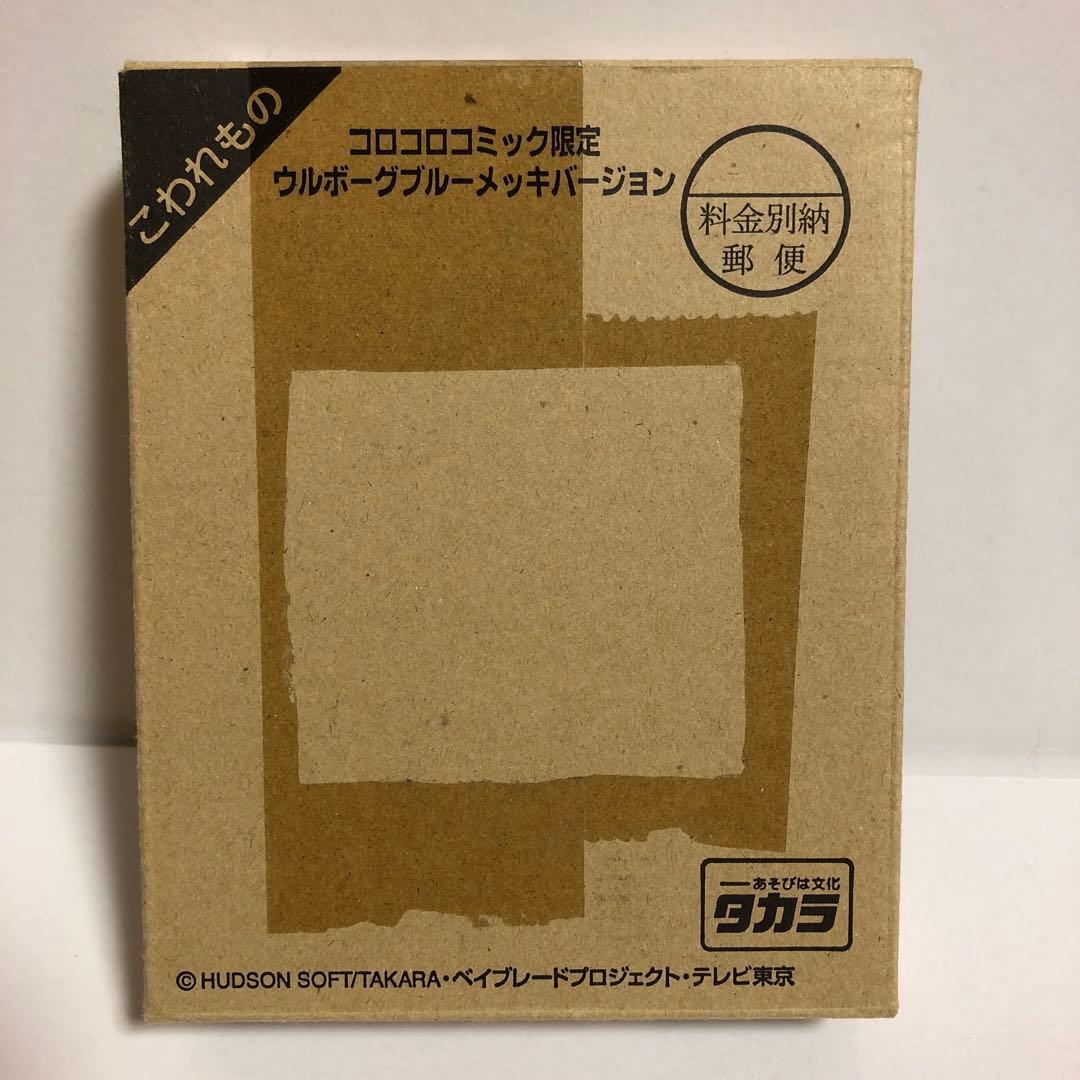 こわれもの
コロコロコミック限定
ウルボーグブルーメッキバージョン
料金別納
郵便
あそびは文化
タカラ
© HUDSON SOFT/TAKARA・ベイブレードプロジェクト・テレビ東京